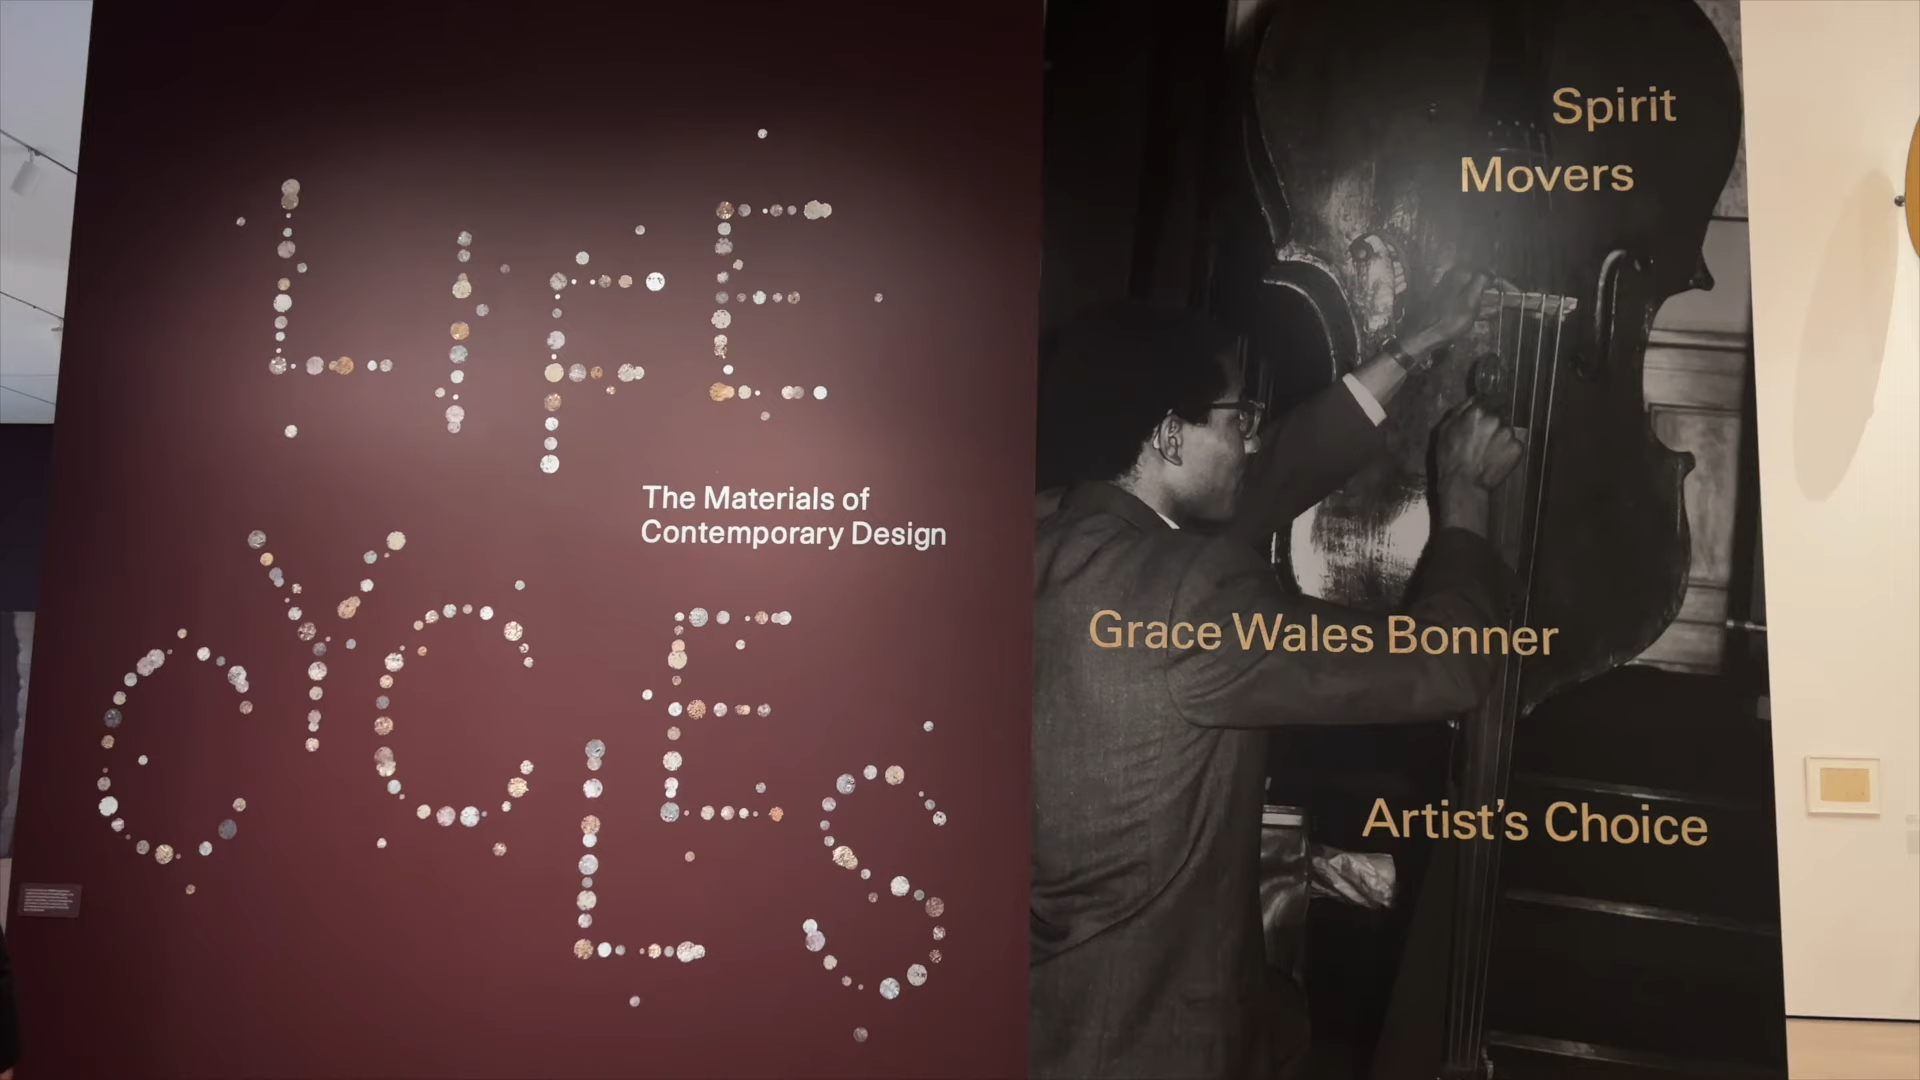 LIFE
CYCLES
The Materials of
Contemporary Design
Spirit
Movers
Grace Wales Bonner
Artist's Choice